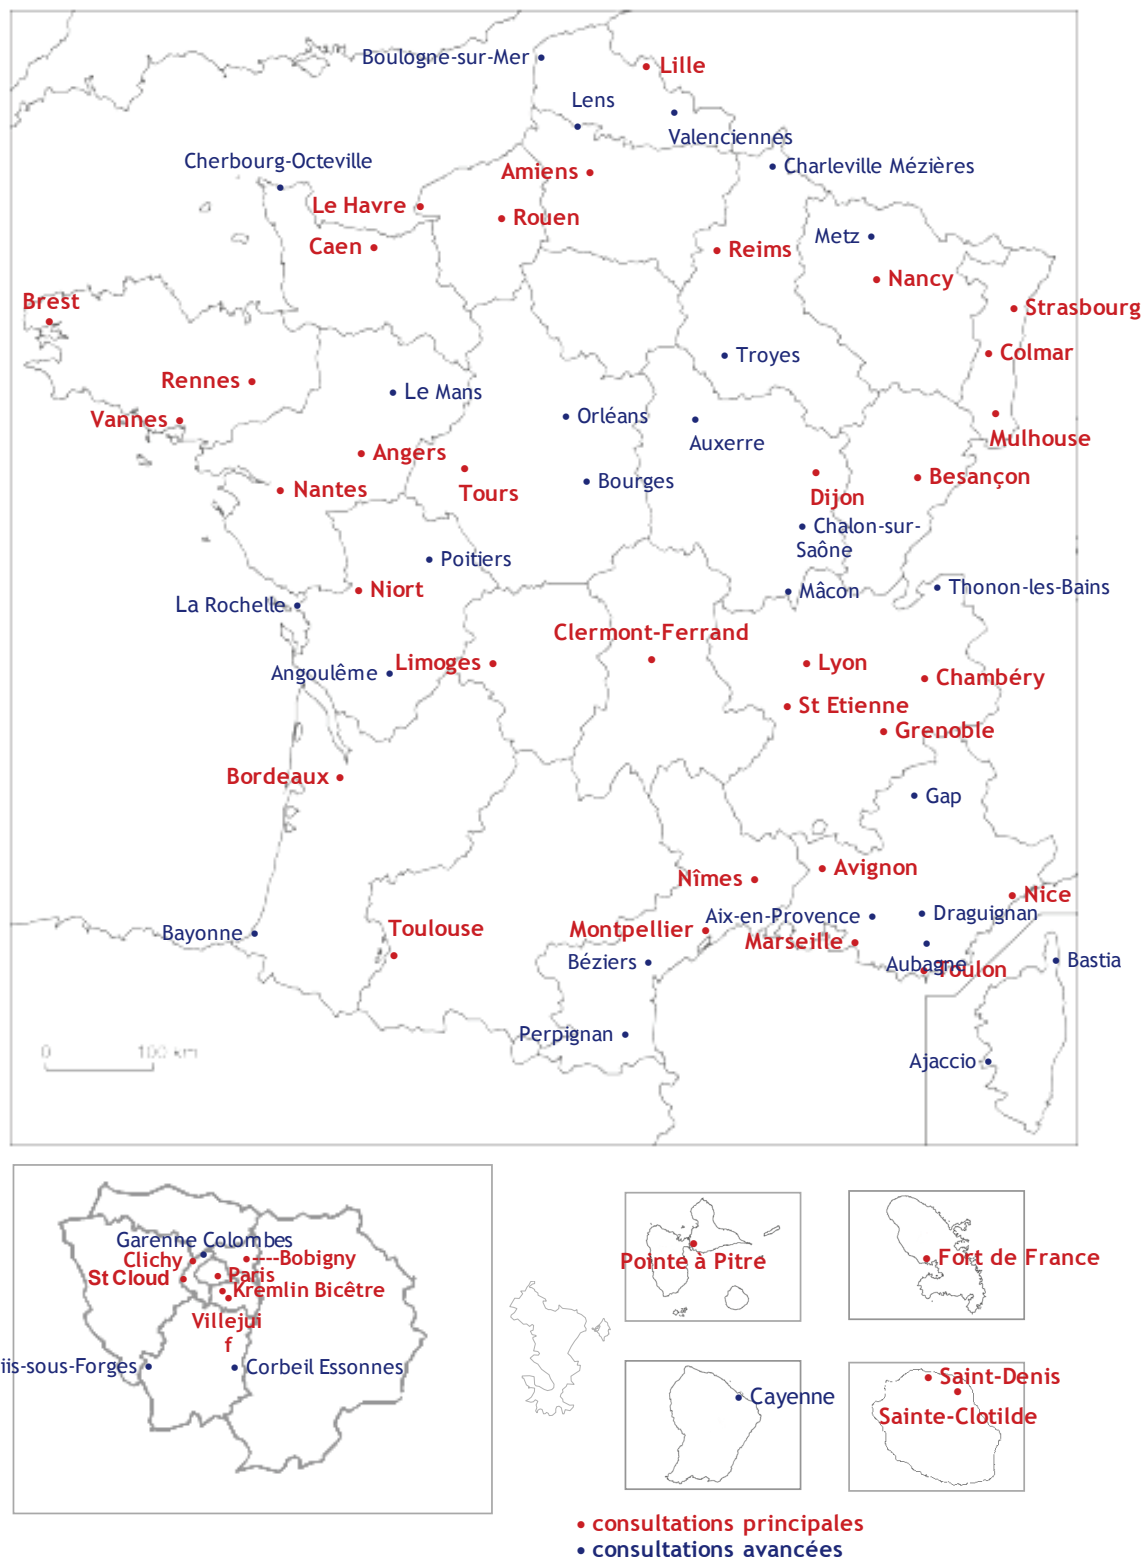 Boulogne-sur-Mer
Lille
Lens
Valenciennes
Cherbourg-Octeville
Amiens
Charleville Mézières
Le Havre
Rouen
Caen
Metz
Reims
Nancy
Brest
Strasbourg
Colmar
Troyes
Rennes
Le Mans
Vannes
Orléans
Auxerre
Mulhouse
Angers
Besançon
Nantes
Tours
Bourges
Dijon
Chalon-sur-
Saône
Poitiers
Niort
Mâcon
Thonon-les-Bains
La Rochelle
Clermont-Ferrand
Limoges
Lyon
Angoulême
Chambéry
St Etienne
Grenoble
Bordeaux
Gap
Avignon
Nîmes
Nice
Aix-en-Provence
Draguignan
Toulouse
Montpellier
Marseille
Bayonne
Béziers
Aubagne
Toulon
Bastia
Perpignan
0 100 km
Ajaccio
Garenne Colombes
Clichy
Bobigny
St Cloud
Paris
Kremlin Bicêtre
Villejui
f
iis-sous-Forges
Corbeil Essonnes
Pointe à Pitre
Fort de France
Cayenne
Saint-Denis
Sainte-Clotilde
• consultations principales
• consultations avancées